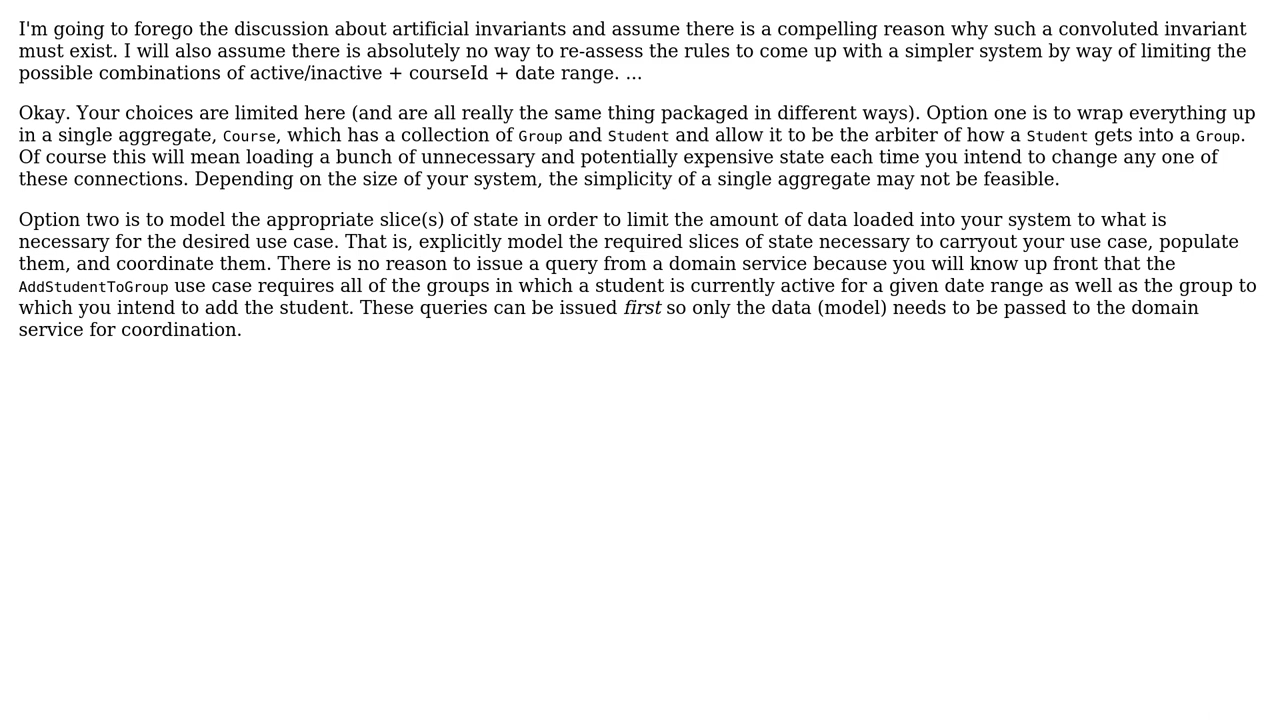 I'm going to forego the discussion about artificial invariants and assume there is a compelling reason why such a convoluted invariant
must exist. I will also assume there is absolutely no way to re-assess the rules to come up with a simpler system by way of limiting the
possible combinations of active/inactive + courseId + date range. ...
Okay. Your choices are limited here (and are all really the same thing packaged in different ways). Option one is to wrap everything up
in a single aggregate, Course, which has a collection of Group and Student and allow it to be the arbiter of how a Student gets into a Group.
Of course this will mean loading a bunch of unnecessary and potentially expensive state each time you intend to change any one of
these connections. Depending on the size of your system, the simplicity of a single aggregate may not be feasible.
Option two is to model the appropriate slice(s) of state in order to limit the amount of data loaded into your system to what is
necessary for the desired use case. That is, explicitly model the required slices of state necessary to carryout your use case, populate
them, and coordinate them. There is no reason to issue a query from a domain service because you will know up front that the
AddStudentToGroup use case requires all of the groups in which a student is currently active for a given date range as well as the group to
which you intend to add the student. These queries can be issued first so only the data (model) needs to be passed to the domain
service for coordination.